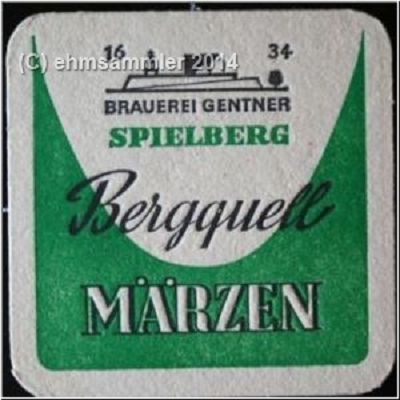 16 34
(C) ehmsammler 2014
BRAUEREI GENTNER
SPIELBERG
Bergquell
MÄRZEN